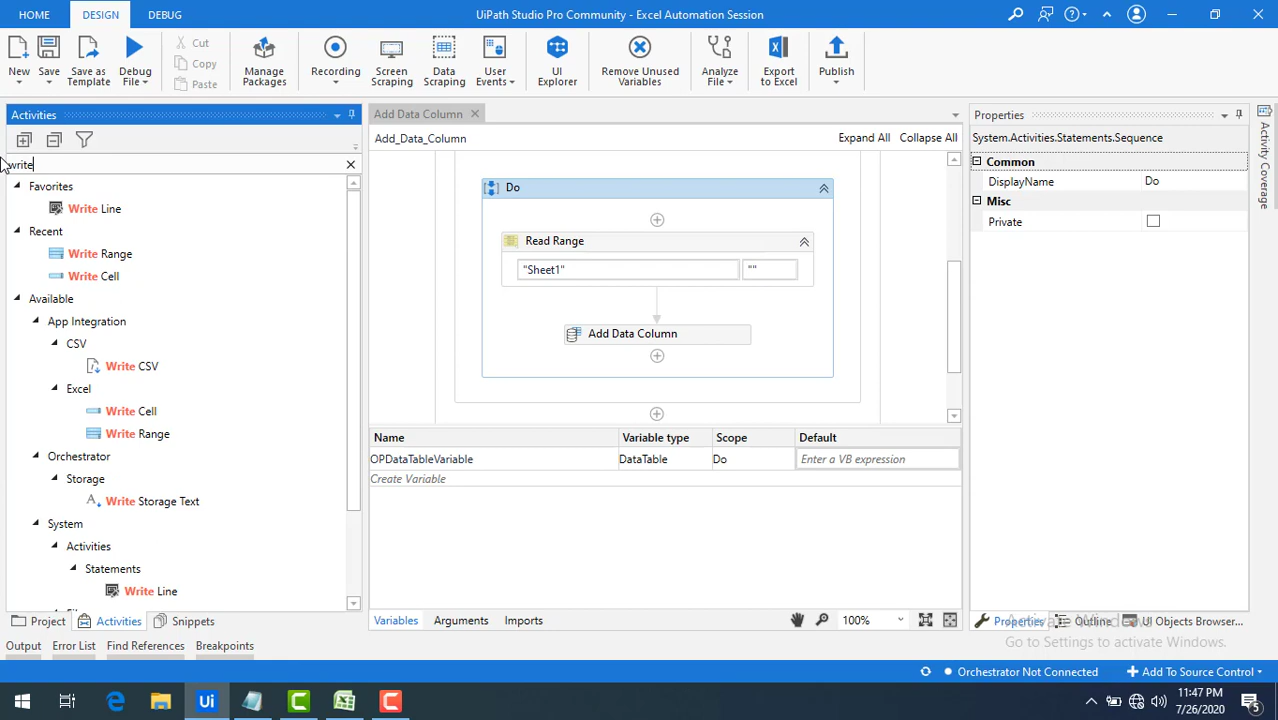 HOME DESIGN DEBUG UiPath Studio Pro Community - Excel Automation Session
New Save Save as Template Debug File Cut Copy Paste Manage Packages Recording Screen Scraping Data Scraping User Events UI Explorer Remove Unused Variables Analyze File Export to Excel Publish
Activities
write
Favorites
Write Line
Recent
Write Range
Write Cell
Available
App Integration
CSV
Write CSV
Excel
Write Cell
Write Range
Orchestrator
Storage
Write Storage Text
System
Activities
Statements
Write Line
Project Activities Snippets
Add Data Column
Add_Data_Column Expand All Collapse All
Do
Read Range
"Sheet1" ""
Add Data Column
Name Variable type Scope Default
OPDataTableVariable DataTable Do Enter a VB expression
Create Variable
Variables Arguments Imports 100%
Properties
System.Activities.Statements.Sequence
Common
DisplayName Do
Misc
Private
Activity Coverage
Properties Outline UI Objects Browser...
Activate Windows
Go to Settings to activate Windows.
Output Error List Find References Breakpoints
Orchestrator Not Connected Add To Source Control
Ui
11:47 PM
7/26/2020
5